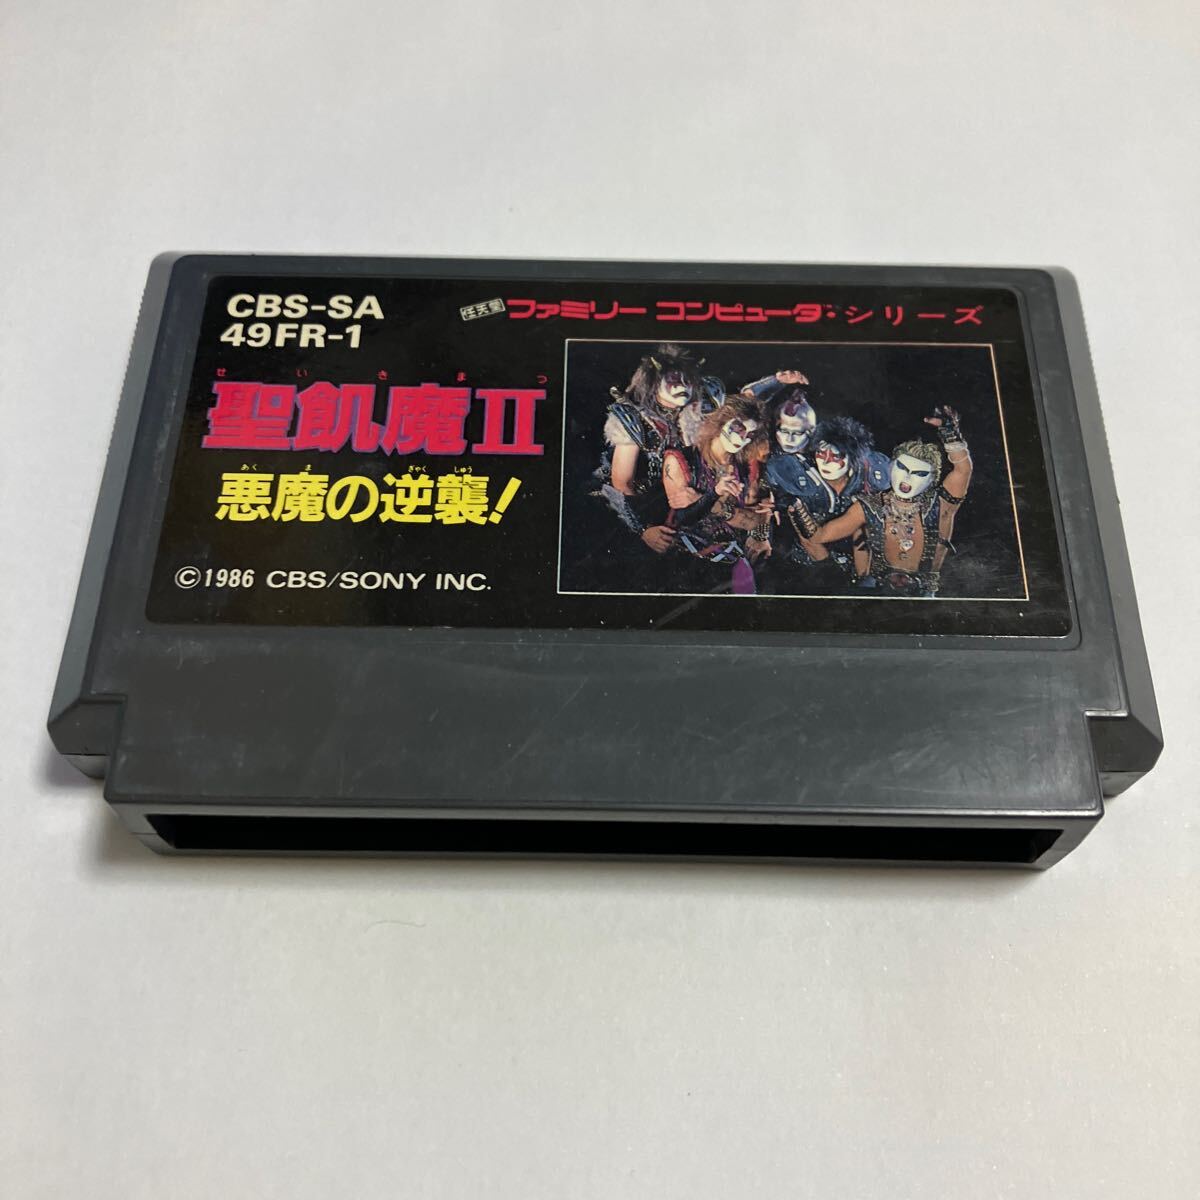 CBS-SA
49FR-1
任天堂 ファミリー コンピュータ・シリーズ
せいきまつ
聖飢魔II
あくま ぎゃくしゅう
悪魔の逆襲!
©1986 CBS/SONY INC.